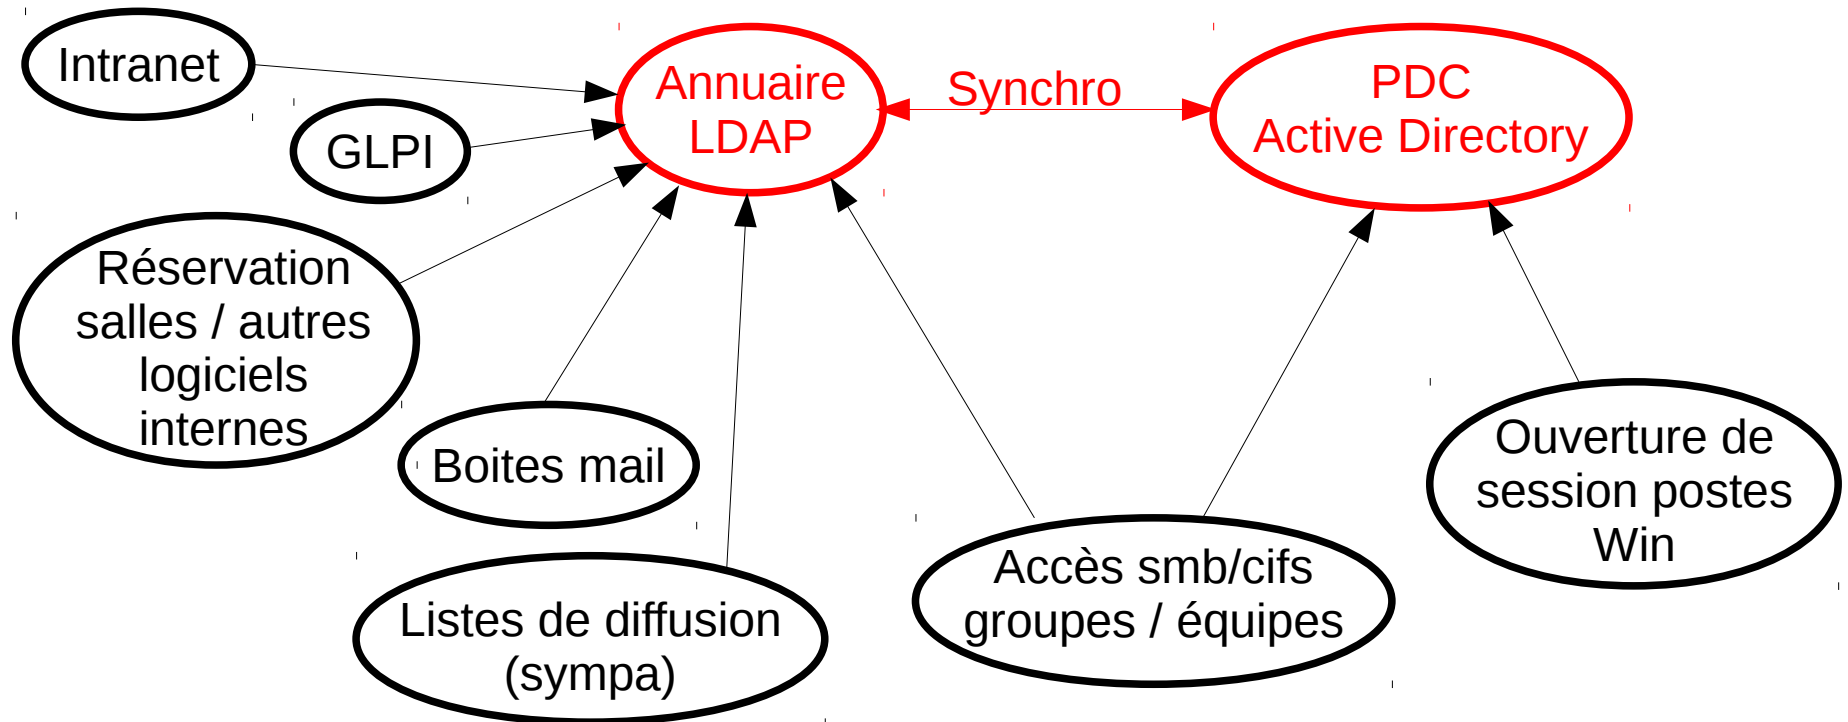 Intranet
Annuaire
LDAP
Synchro
PDC
Active Directory
GLPI
Réservation
salles / autres
logiciels
internes
Boites mail
Listes de diffusion
(sympa)
Accès smb/cifs
groupes / équipes
Ouverture de
session postes
Win